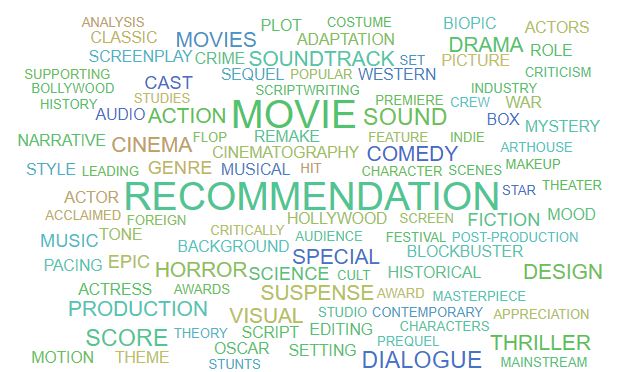 ANALYSIS PLOT COSTUME BIOPIC ACTORS
CLASSIC MOVIES ADAPTATION DRAMA ROLE
SCREENPLAY CRIME SOUNDTRACK SET PICTURE
SUPPORTING CAST SEQUEL POPULAR WESTERN CRITICISM
BOLLYWOOD STUDIES SCRIPTWRITING INDUSTRY
HISTORY AUDIO ACTION MOVIE PREMIERE CREW WAR
SOUND BOX MYSTERY
NARRATIVE CINEMA FLOP REMAKE FEATURE INDIE ARTHOUSE
GENRE CINEMATOGRAPHY COMEDY MAKEUP
STYLE LEADING MUSICAL HIT CHARACTER SCENES
ACTOR RECOMMENDATION STAR THEATER
ACCLAIMED FOREIGN HOLLYWOOD SCREEN FICTION MOOD
MUSIC TONE CRITICALLY AUDIENCE FESTIVAL POST-PRODUCTION
BACKGROUND SPECIAL BLOCKBUSTER
PACING EPIC HORROR SCIENCE CULT HISTORICAL DESIGN
ACTRESS AWARDS SUSPENSE AWARD MASTERPIECE
PRODUCTION VISUAL STUDIO CONTEMPORARY APPRECIATION
SCORE THEORY SCRIPT EDITING CHARACTERS
OSCAR SETTING PREQUEL THRILLER
MOTION THEME STUNTS DIALOGUE MAINSTREAM